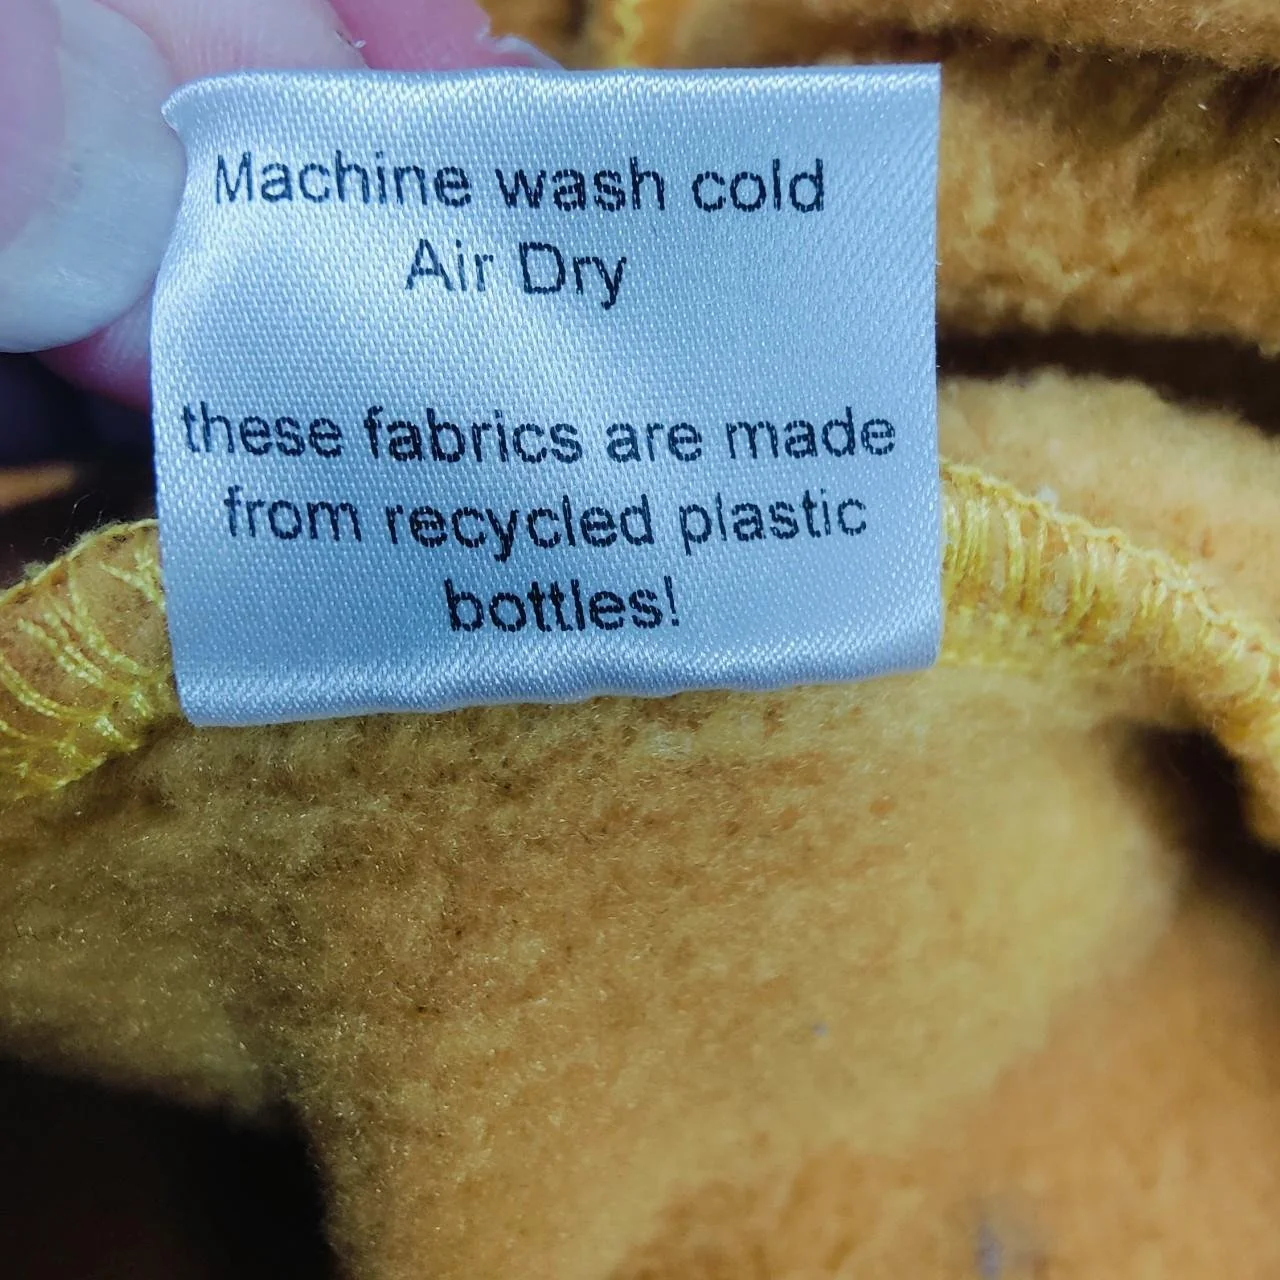 Machine wash cold
Air Dry
these fabrics are made
from recycled plastic
bottles!